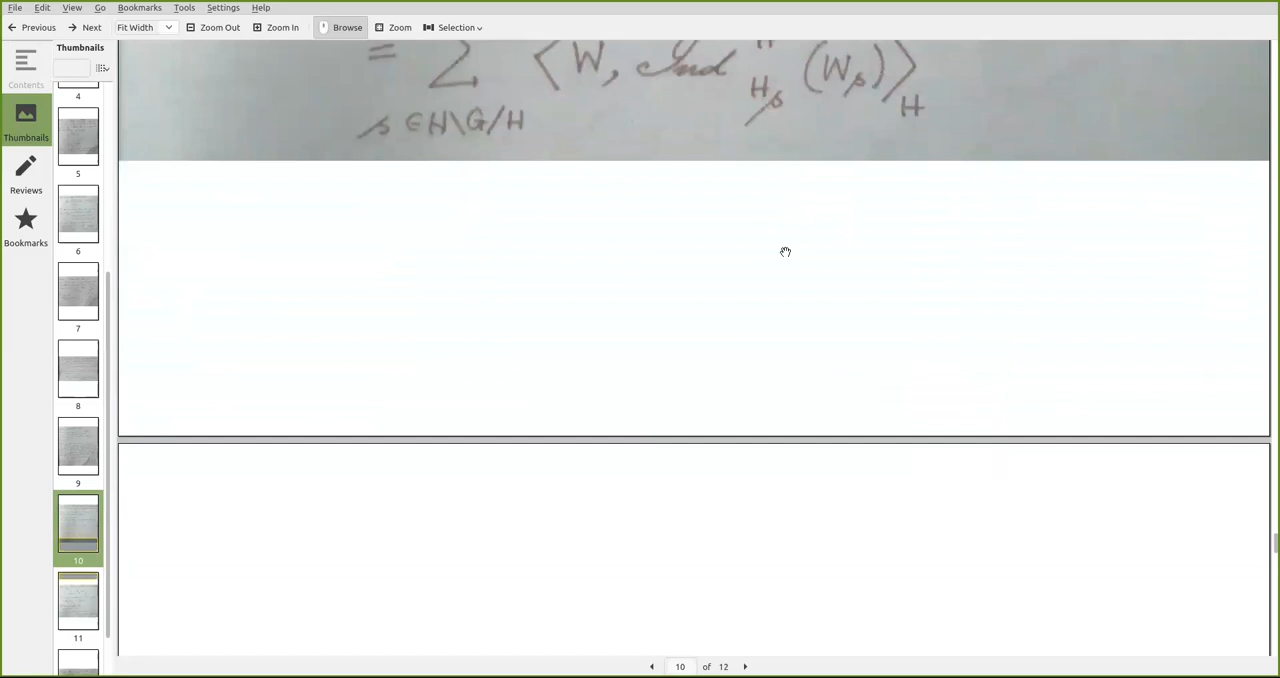 File Edit View Go Bookmarks Tools Settings Help
Previous Next Fit Width Zoom Out Zoom In Browse Zoom Selection
Thumbnails
Contents
Thumbnails
Reviews
Bookmarks
4
5
6
7
8
9
10
11
= ∑ ⟨W, Ind H Hs (Ws)⟩H
s ∈ H\G/H
10 of 12